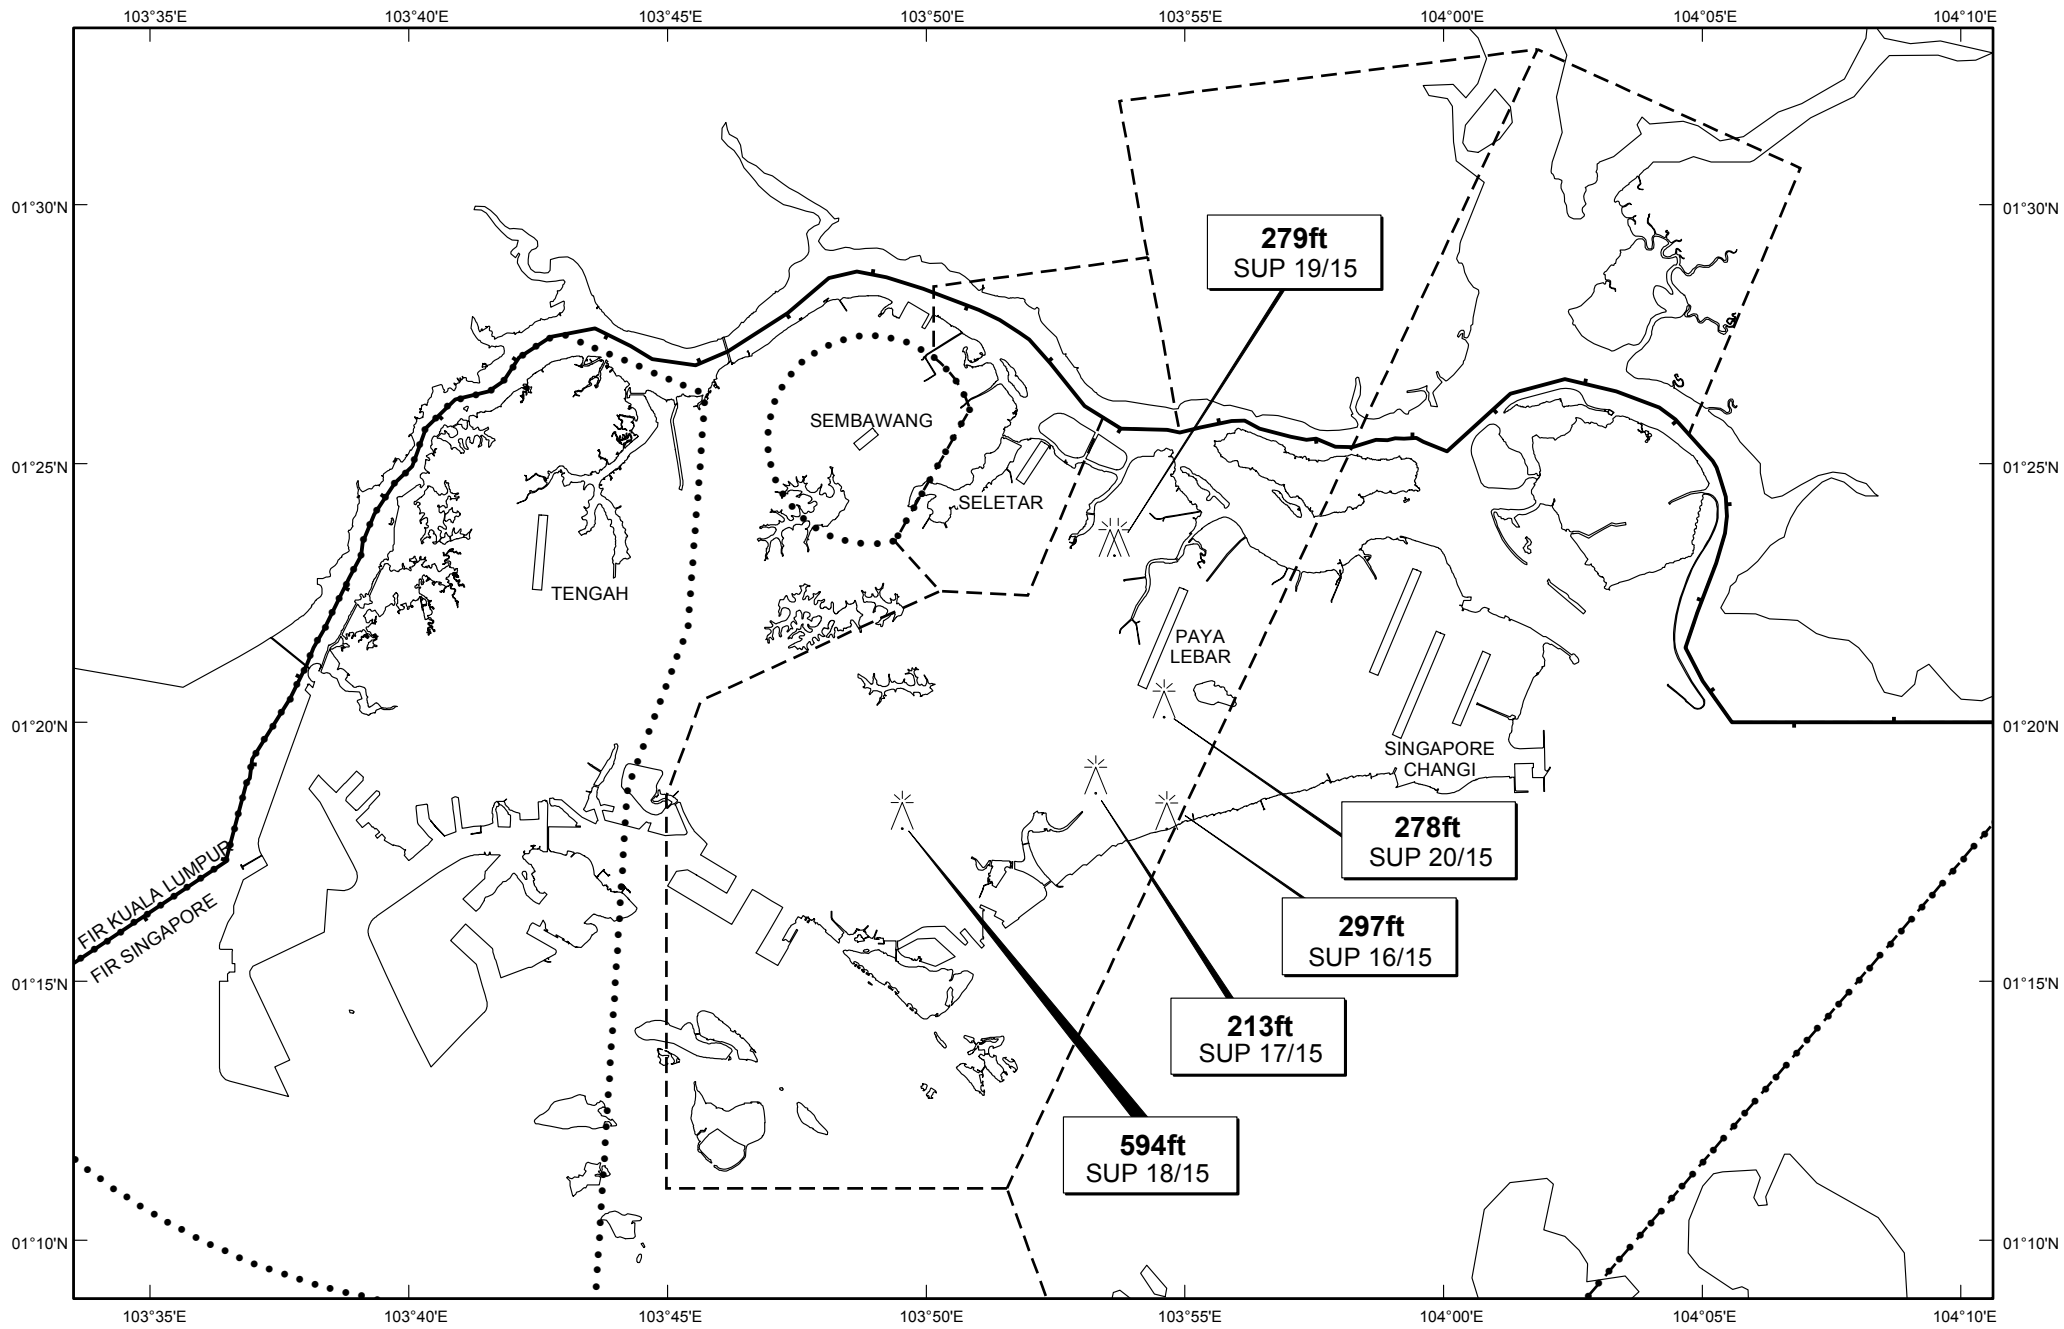 103°35'E
103°40'E
103°45'E
103°50'E
103°55'E
104°00'E
104°05'E
104°10'E
01°30'N
01°30'N
279ft
SUP 19/15
SEMBAWANG
01°25'N
01°25'N
SELETAR
TENGAH
PAYA
LEBAR
01°20'N
01°20'N
SINGAPORE
CHANGI
278ft
SUP 20/15
FIR KUALA LUMPUR
FIR SINGAPORE
297ft
SUP 16/15
01°15'N
01°15'N
213ft
SUP 17/15
594ft
SUP 18/15
01°10'N
01°10'N
103°35'E
103°40'E
103°45'E
103°50'E
103°55'E
104°00'E
104°05'E
104°10'E